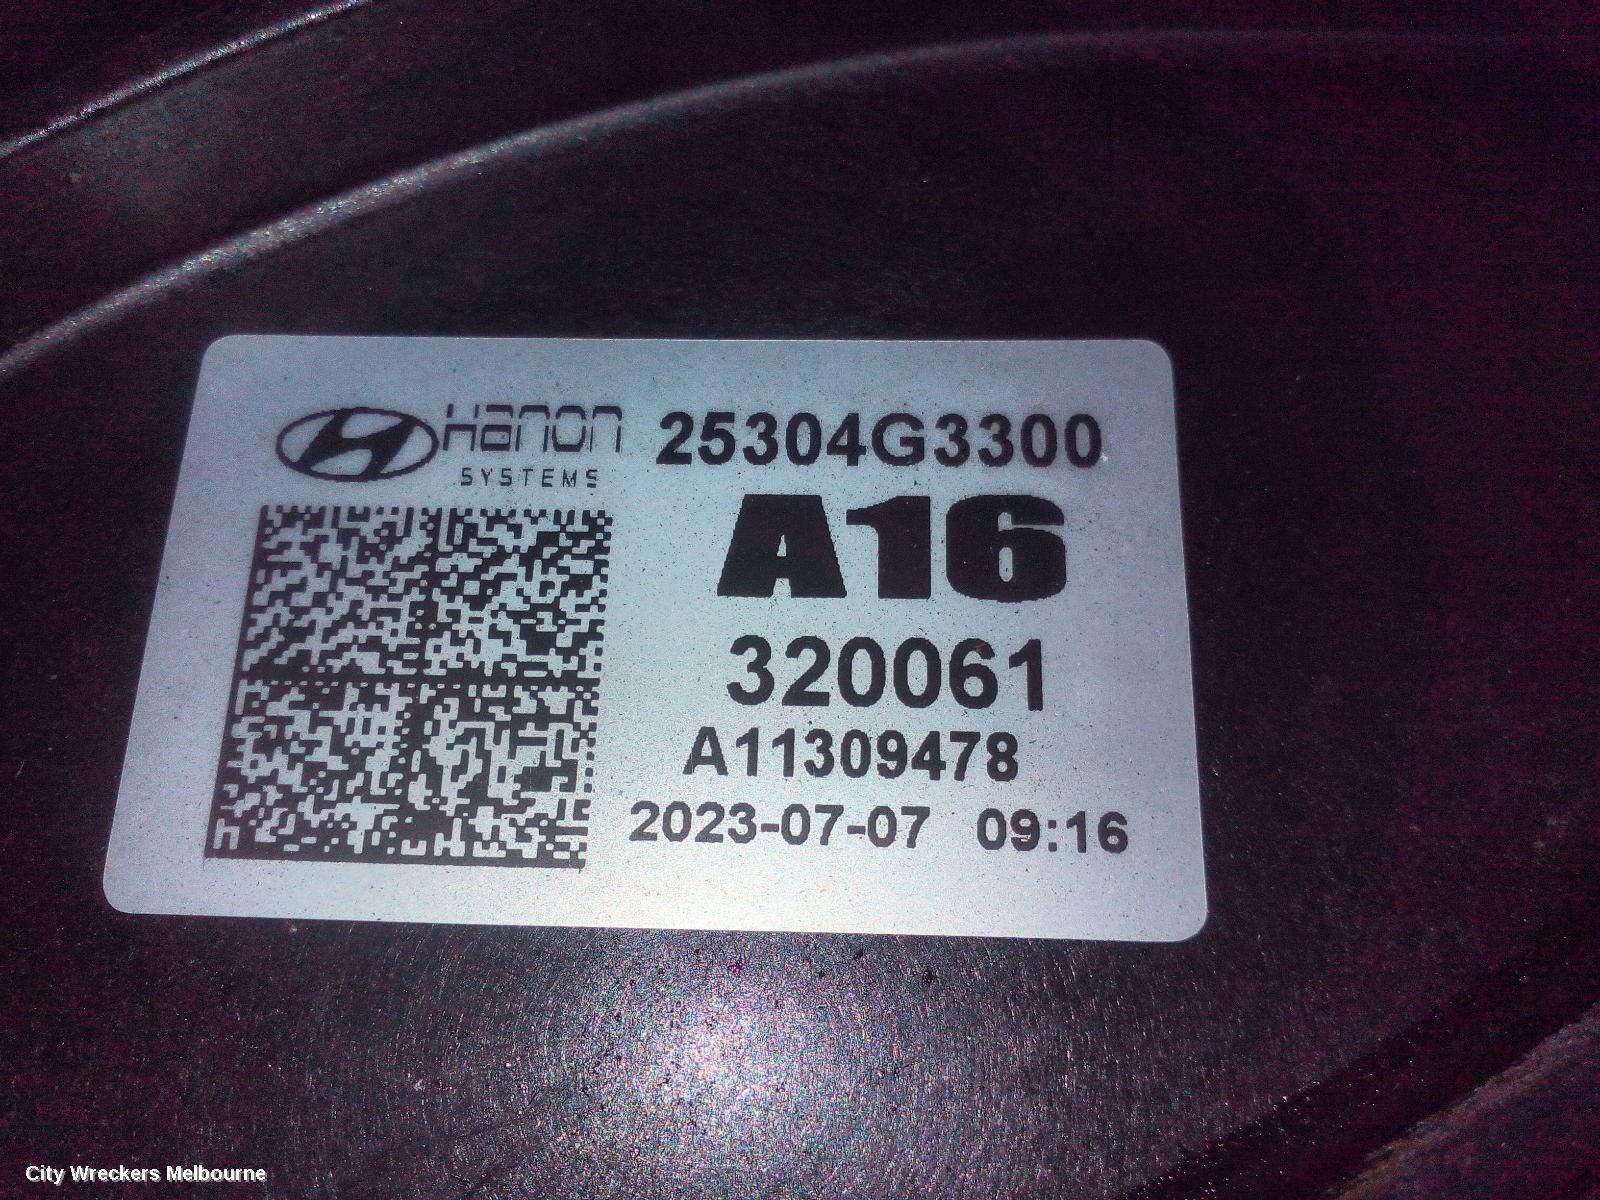 Hanon
SYSTEMS
25304G3300
A16
320061
A11309478
2023-07-07 09:16
City Wreckers Melbourne